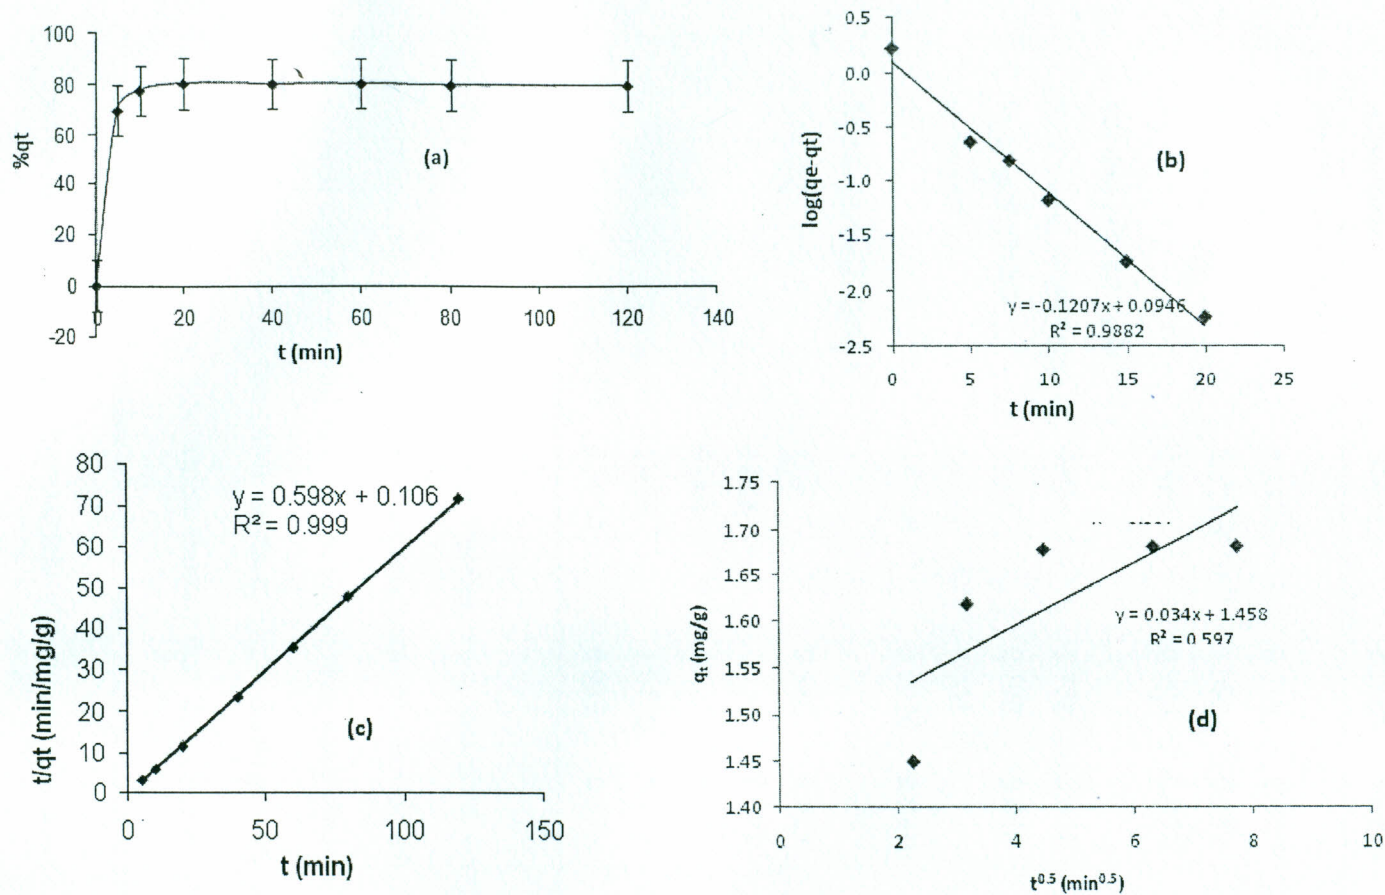 100
80
60
40
20
0
-20
%qt
0 20 40 60 80 100 120 140
t (min)
(a)
0.5
0.0
-0.5
-1.0
-1.5
-2.0
-2.5
log(qe-qt)
(b)
y = -0.1207x + 0.0946
R² = 0.9882
0 5 10 15 20 25
t (min)
80
70
60
50
40
30
20
10
0
t/qt (min/mg/g)
y = 0.598x + 0.106
R² = 0.999
(c)
0 50 100 150
t (min)
1.75
1.70
1.65
1.60
1.55
1.50
1.45
1.40
qt (mg/g)
y = 0.034x + 1.458
R² = 0.597
(d)
0 2 4 6 8 10
t^0.5 (min^0.5)